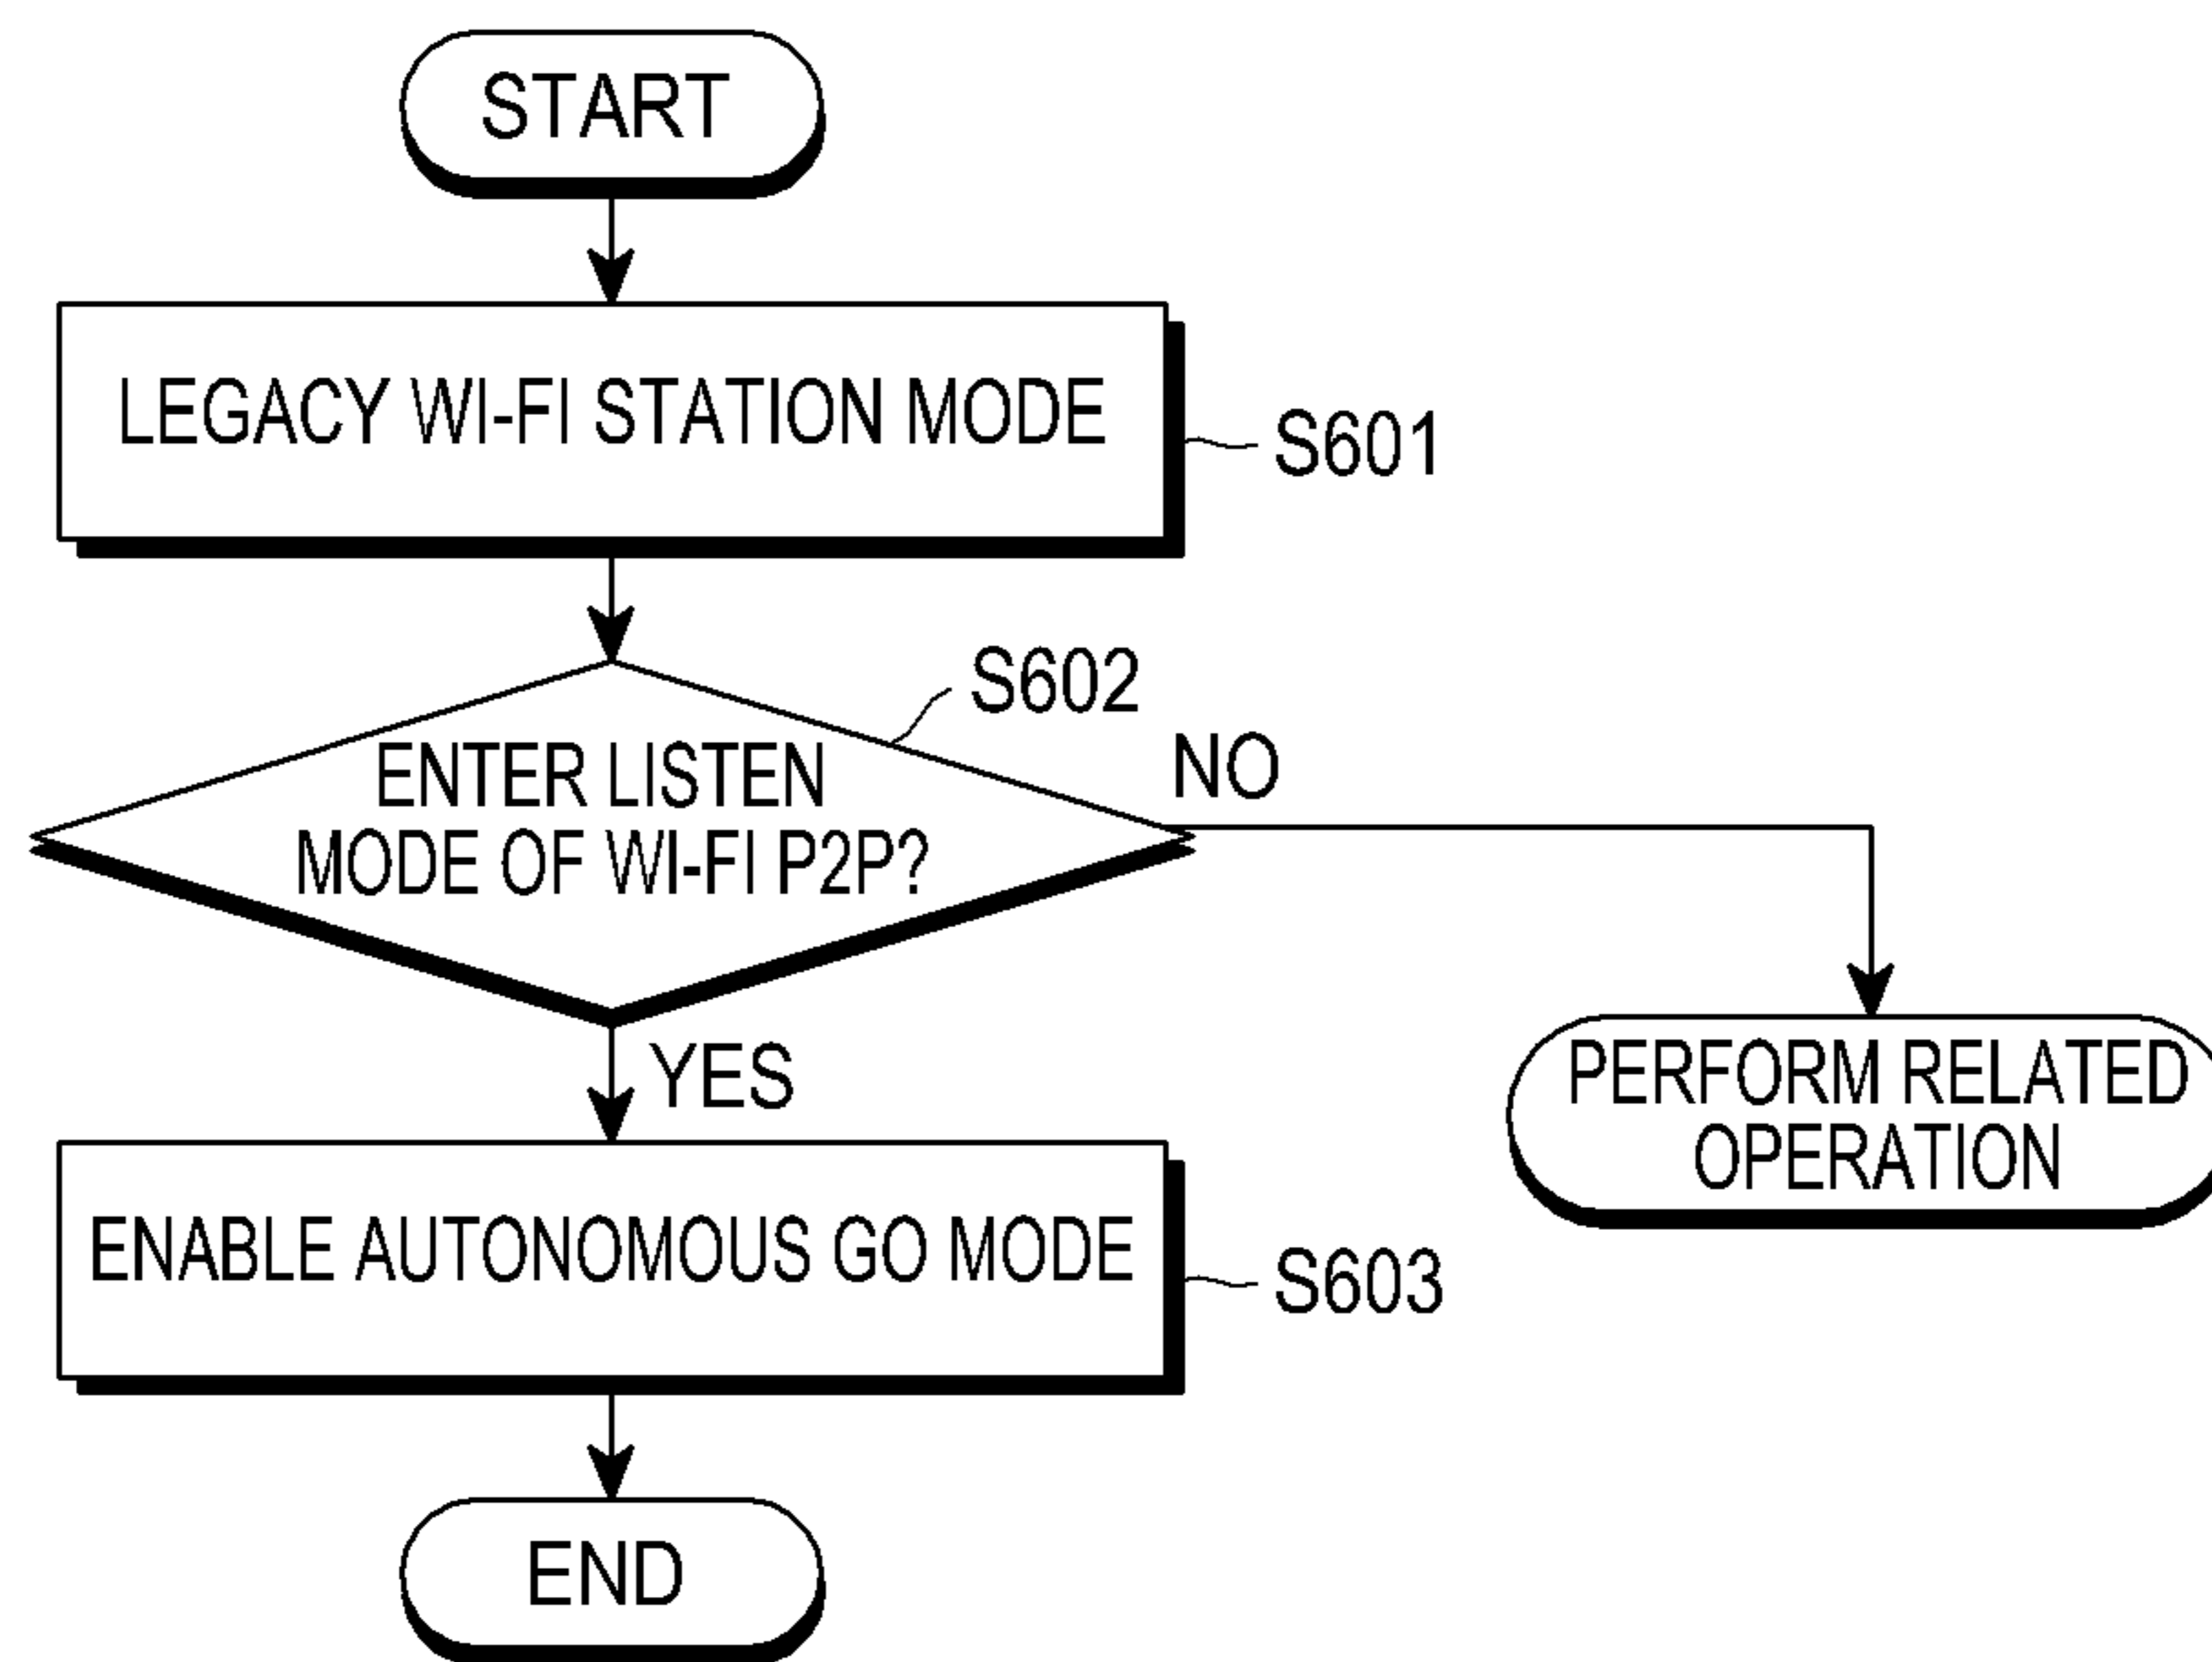 START
LEGACY WI-FI STATION MODE
S601
S602
ENTER LISTEN
MODE OF WI-FI P2P?
NO
YES
PERFORM RELATED
OPERATION
ENABLE AUTONOMOUS GO MODE
S603
END